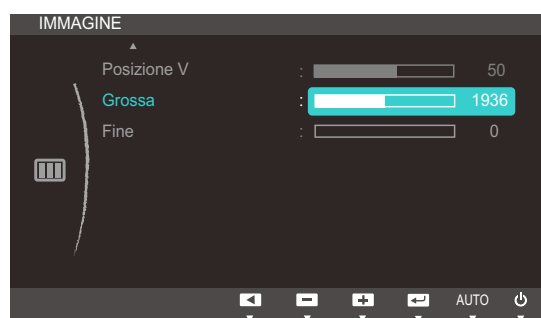 IMMAGINE
Posizione V : 50
Grossa : 1936
Fine : 0
AUTO